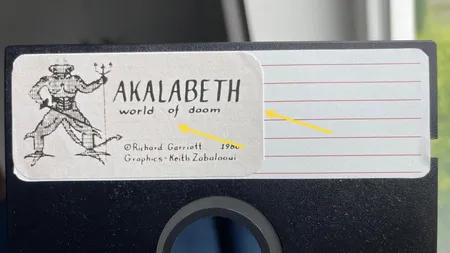 AKALABETH
world of doom
©Richard Garriott 1980
Graphics - Keith Zabalaoui